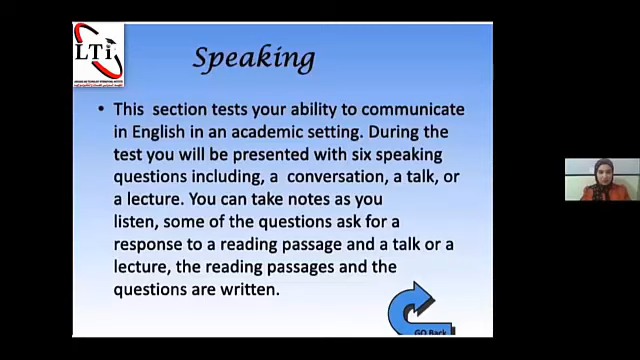 LTi
Speaking
• This section tests your ability to communicate
in English in an academic setting. During the
test you will be presented with six speaking
questions including, a conversation, a talk, or
a lecture. You can take notes as you
listen, some of the questions ask for a
response to a reading passage and a talk or a
lecture, the reading passages and the
questions are written.
GO Back